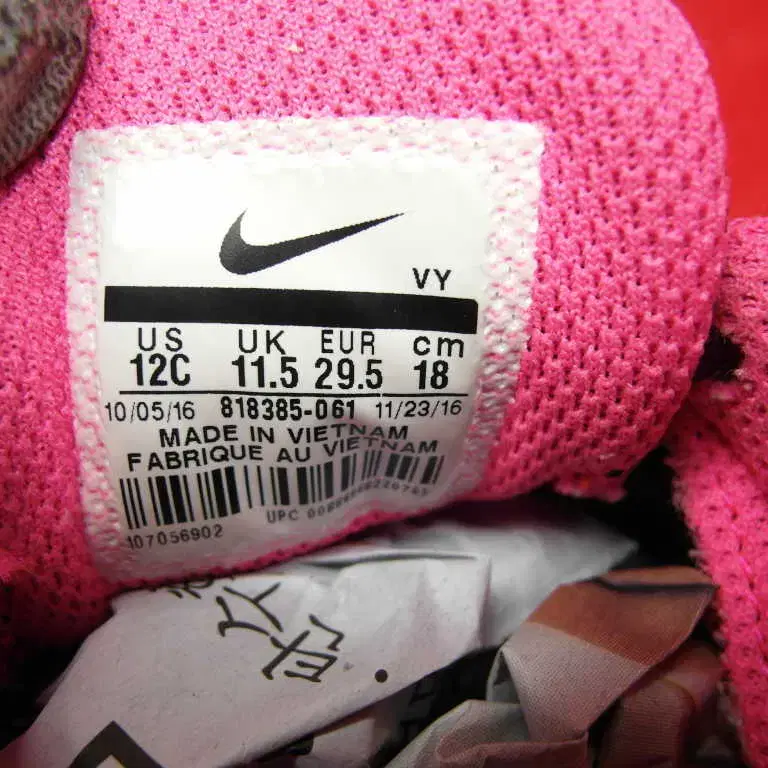 VY
US UK EUR cm
12C 11.5 29.5 18
10/05/16 818385-061 11/23/16
MADE IN VIETNAM
FABRIQUE AU VIETNAM
107056902
UPC